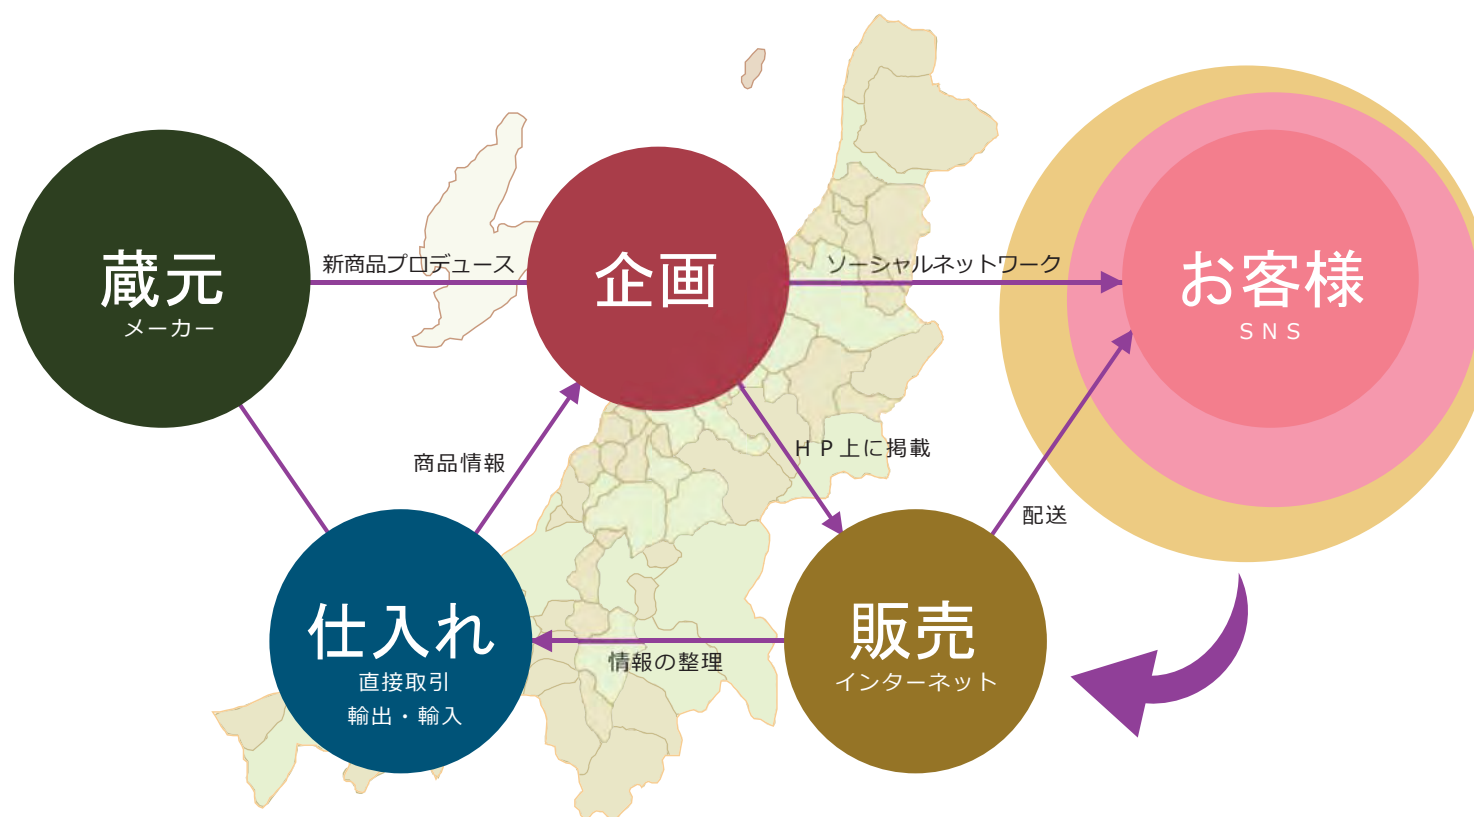 蔵元
メーカー
新商品プロデュース
企画
ソーシャルネットワーク
お客様
ＳＮＳ
商品情報
ＨＰ上に掲載
配送
仕入れ
直接取引
輸出・輸入
情報の整理
販売
インターネット